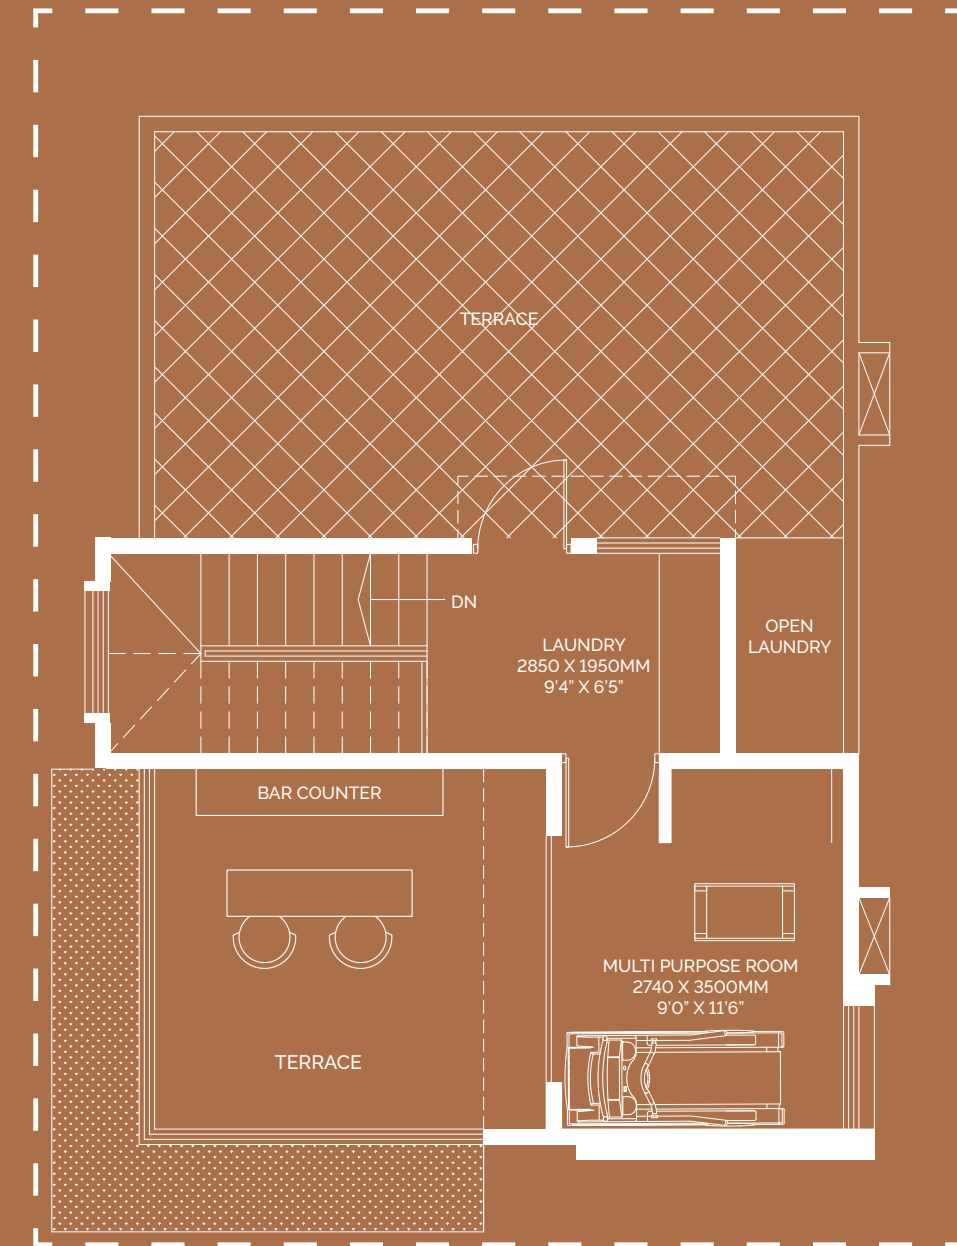 TERRACE
DN
OPEN
LAUNDRY
LAUNDRY
2850 X 1950MM
9'4” X 6'5”
BAR COUNTER
MULTI PURPOSE ROOM
2740 X 3500MM
9'0” X 11'6”
TERRACE